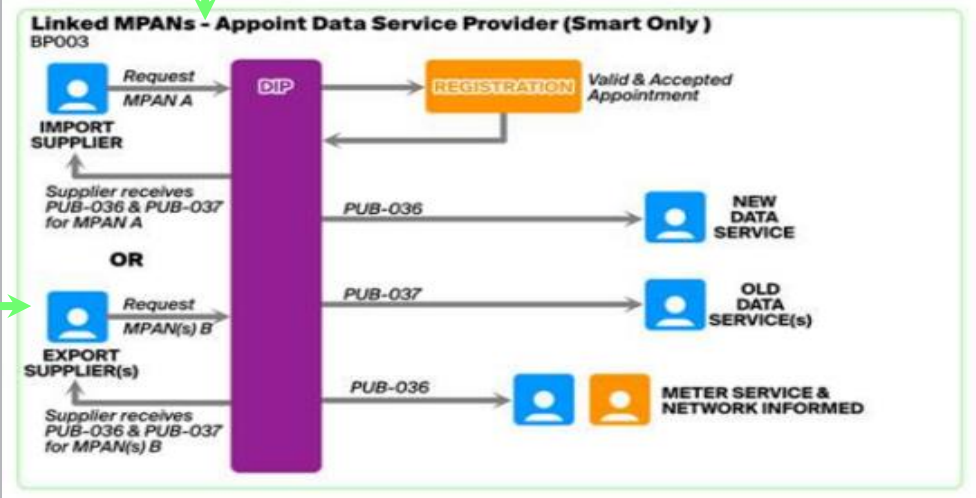 Linked MPANs - Appoint Data Service Provider (Smart Only )
BP003
Request
MPAN A
IMPORT
SUPPLIER
DIP
REGISTRATION
Valid & Accepted
Appointment
Supplier receives
PUB-036 & PUB-037
for MPAN A
PUB-036
NEW
DATA
SERVICE
OR
Request
MPAN(s) B
EXPORT
SUPPLIER(s)
PUB-037
OLD
DATA
SERVICE(s)
Supplier receives
PUB-036 & PUB-037
for MPAN(s) B
PUB-036
METER SERVICE &
NETWORK INFORMED